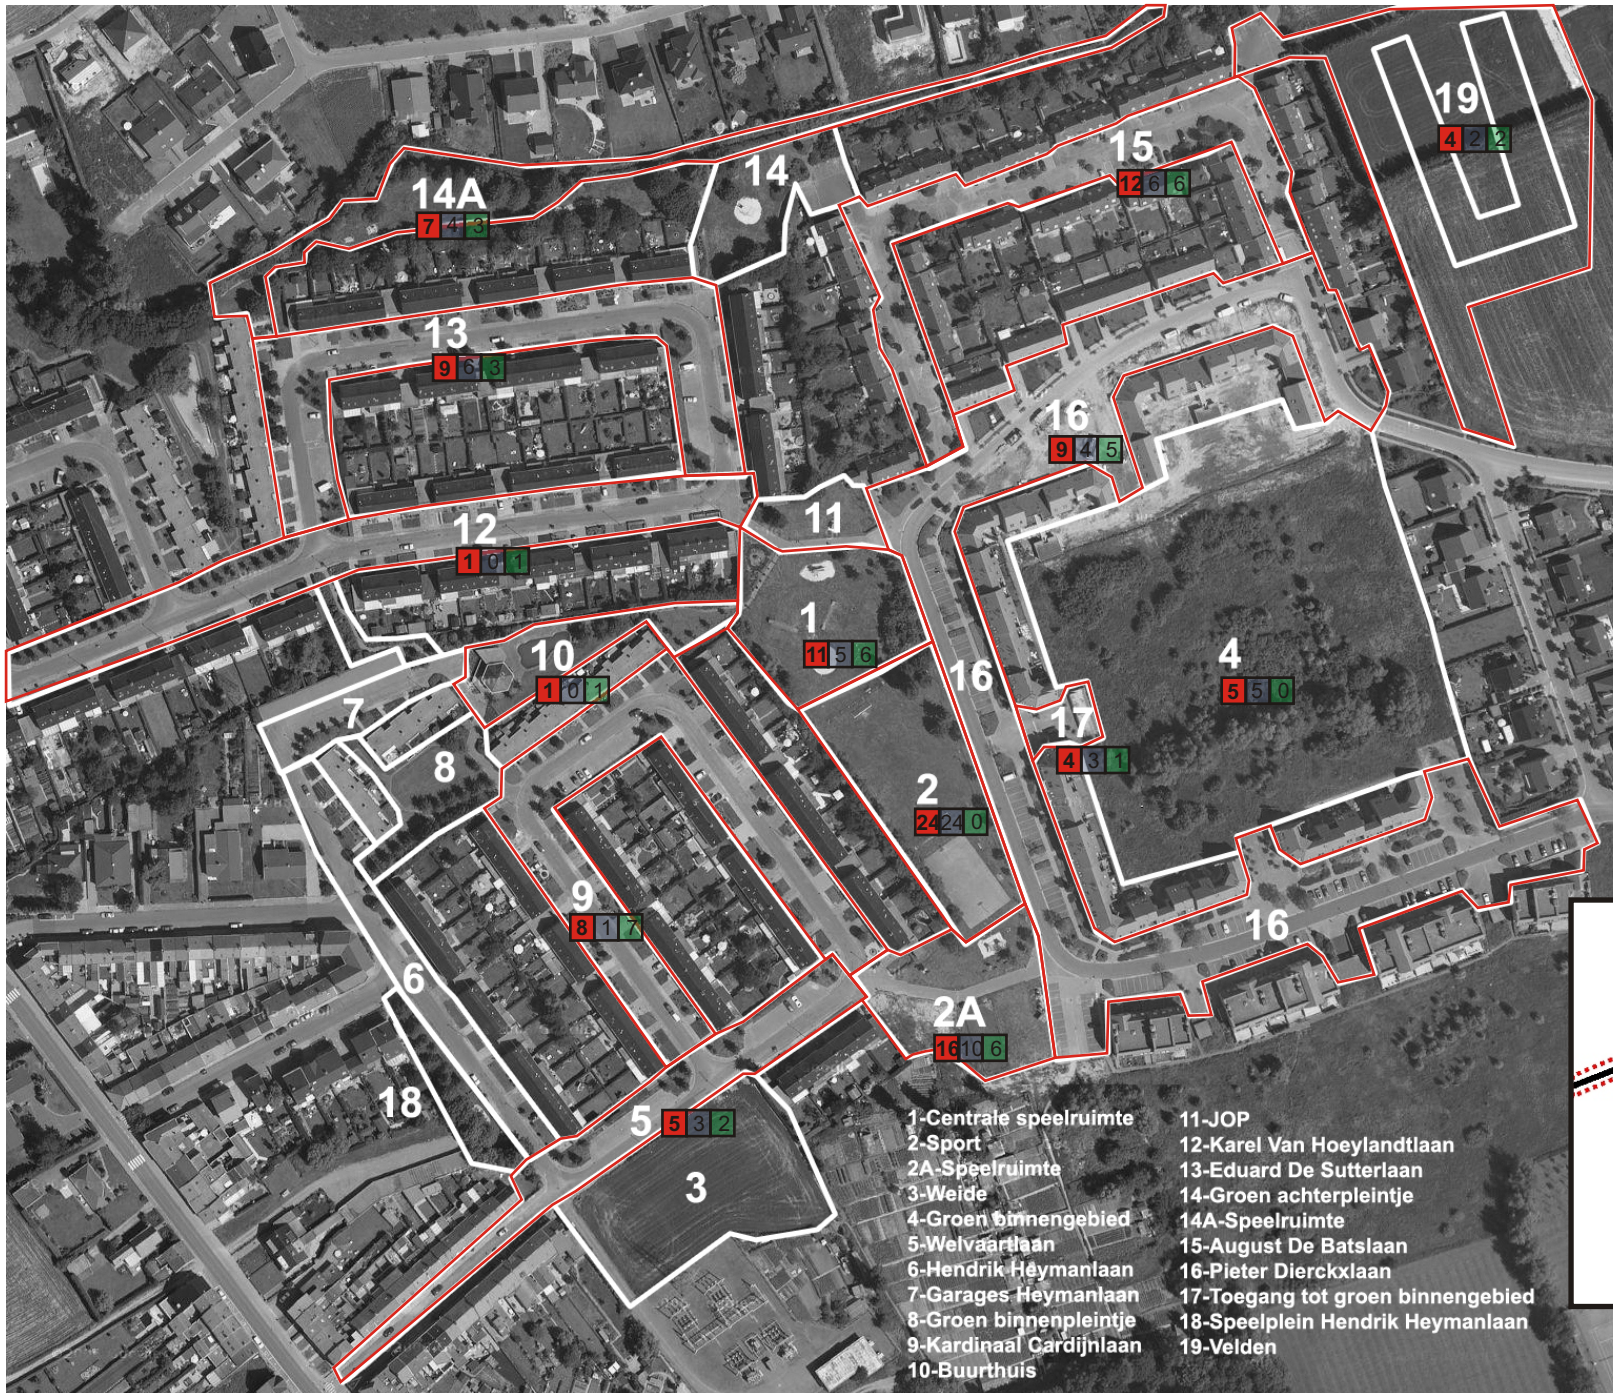 19
4 2 2
15
12 6 6
14
14A
7 4 3
13
9 6 3
16
9 4 5
11
12
1 0 1
1
11 5 6
10
1 0 1
16
4
5 5 0
7
17
4 3 1
8
2
24 24 0
9
8 1 7
16
6
2A
16 10 6
18
5
5 3 2
3
1-Centrale speelruimte
2-Sport
2A-Speelruimte
3-Weide
4-Groen binnengebied
5-Welvaartlaan
6-Hendrik Heymanlaan
7-Garages Heymanlaan
8-Groen binnenpleintje
9-Kardinaal Cardijnlaan
10-Buurthuis
11-JOP
12-Karel Van Hoeylandtlaan
13-Eduard De Sutterlaan
14-Groen achterpleintje
14A-Speelruimte
15-August De Batslaan
16-Pieter Dierckxlaan
17-Toegang tot groen binnengebied
18-Speelplein Hendrik Heymanlaan
19-Velden